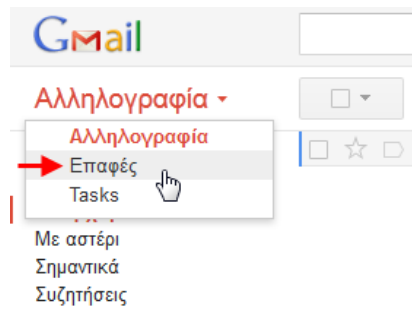 Gmail
Αλληλογραφία
Αλληλογραφία
Επαφές
Tasks
Με αστέρι
Σημαντικά
Συζητήσεις